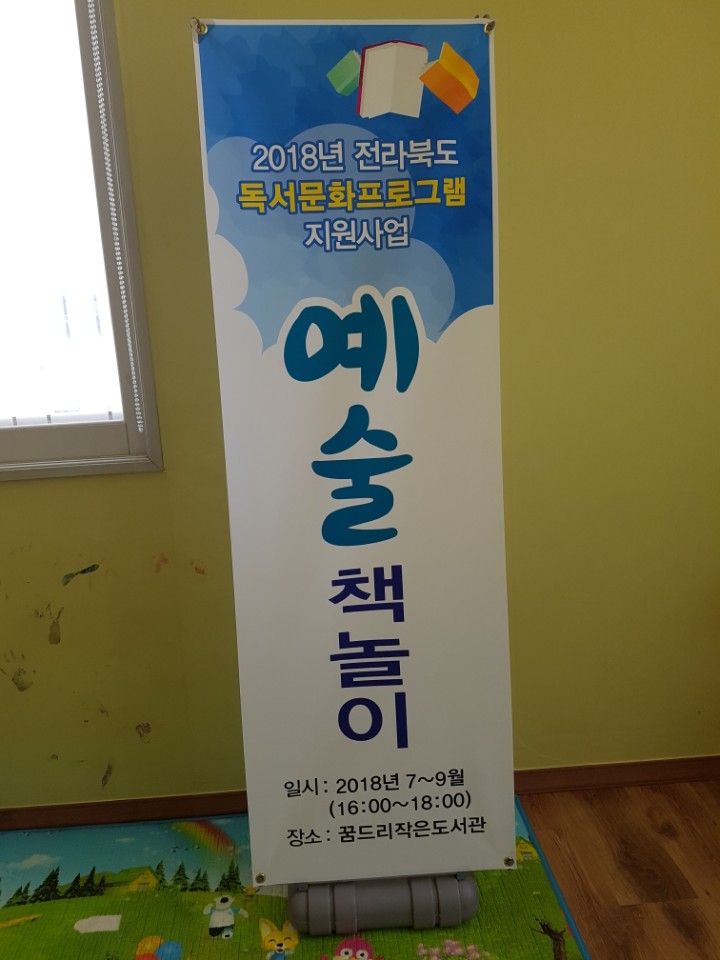 2018년 전라북도
독서문화프로그램
지원사업
예
술
책
놀
이
일시 : 2018년 7~9월
(16:00~18:00)
장소 : 꿈드리작은도서관